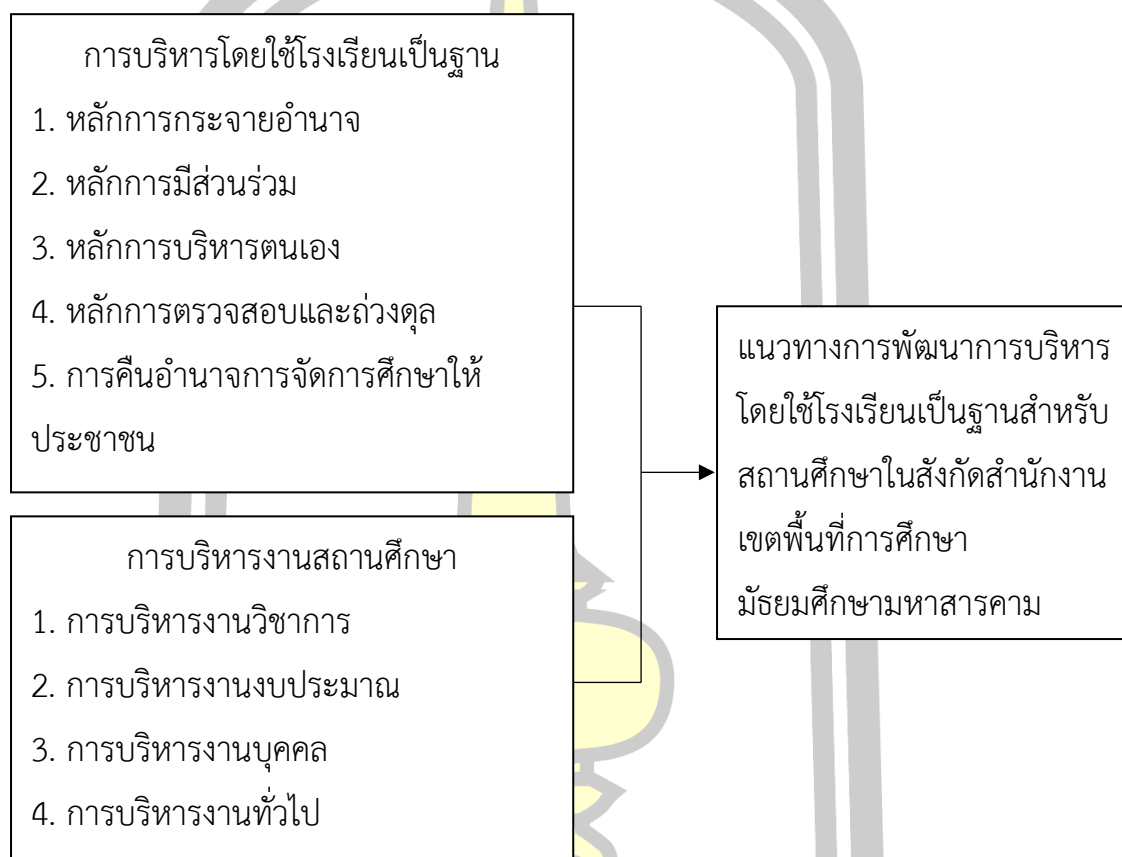 การบริหารโดยใช้โรงเรียนเป็นฐาน
1. หลักการกระจายอำนาจ
2. หลักการมีส่วนร่วม
3. หลักการบริหารตนเอง
4. หลักการตรวจสอบและถ่วงดุล
5. การคืนอำนาจการจัดการศึกษาให้
ประชาชน
การบริหารงานสถานศึกษา
1. การบริหารงานวิชาการ
2. การบริหารงานงบประมาณ
3. การบริหารงานบุคคล
4. การบริหารงานทั่วไป
แนวทางการพัฒนาการบริหาร
โดยใช้โรงเรียนเป็นฐานสำหรับ
สถานศึกษาในสังกัดสำนักงาน
เขตพื้นที่การศึกษา
มัธยมศึกษามหาสารคาม